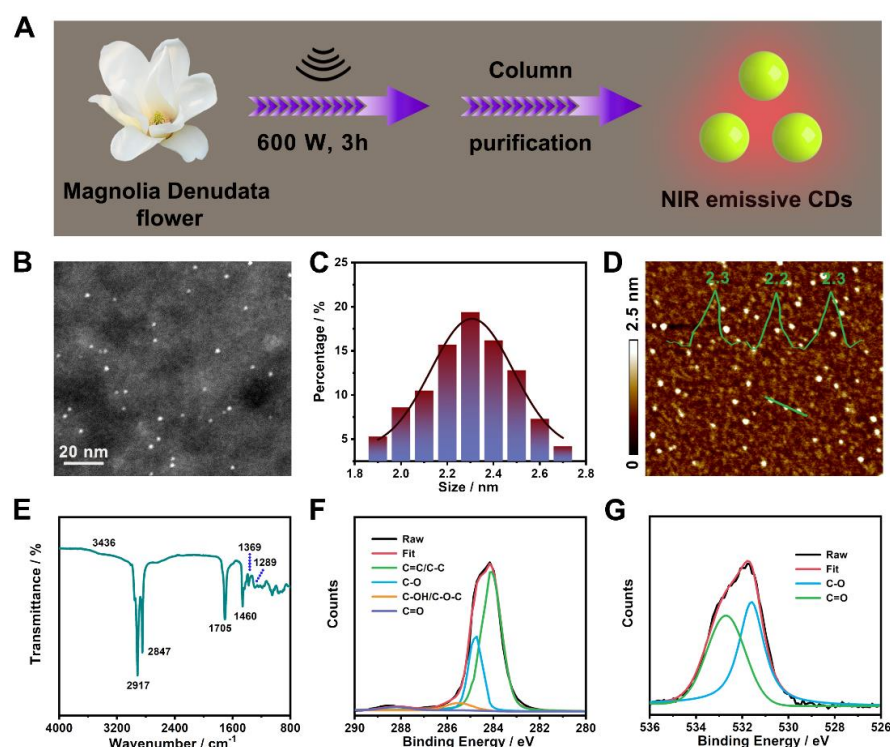 A
Magnolia Denudata
flower
600 W, 3h
Column
purification
NIR emissive CDs
B
20 nm
C
Percentage / %
25
20
15
10
5
1.8 2.0 2.2 2.4 2.6 2.8
Size / nm
D
2.5 nm
0
2.3 2.2 2.3
E
Transmittance / %
3436
2917
2847
1705
1460
1369
1289
4000 3200 2400 1600 800
Wavenumber / cm-1
F
Counts
Raw
Fit
C=C/C-C
C-O
C-OH/C-O-C
C=O
290 288 286 284 282 280
Binding Energy / eV
G
Counts
Raw
Fit
C-O
C=O
536 534 532 530 528 526
Binding Energy / eV